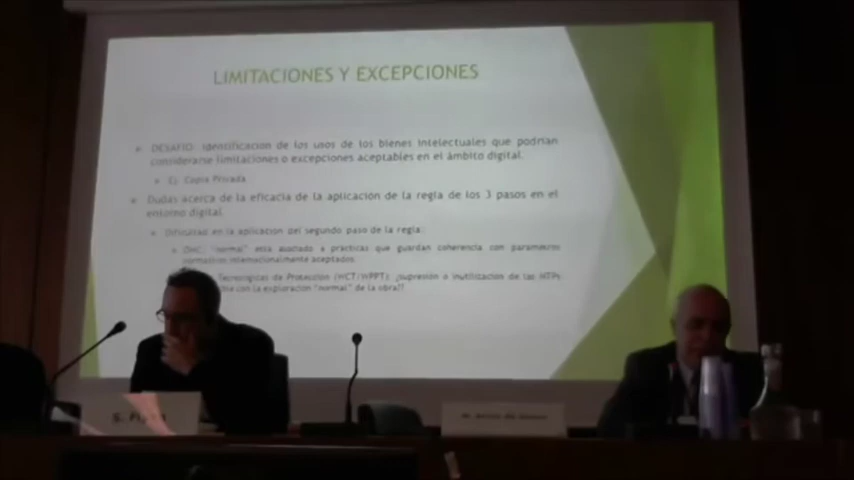 LIMITACIONES Y EXCEPCIONES
DESAFIO: Identificación de los usos de los bienes intelectuales que podrían
considerarse limitaciones o excepciones aceptables en el ámbito digital.
Ej. Copia Privada
Dudas acerca de la eficacia de la aplicación de la regla de los 3 pasos en el
entorno digital.
Dificultad en la aplicación del segundo paso de la regla:
OMC: "normal" está asociado a prácticas que guardan coherencia con parámetros
normativos internacionalmente aceptados.
Tecnológicas de Protección (WCT/WPPT): ¿supresión o inutilización de las MTPs
con la explotación "normal" de la obra?!